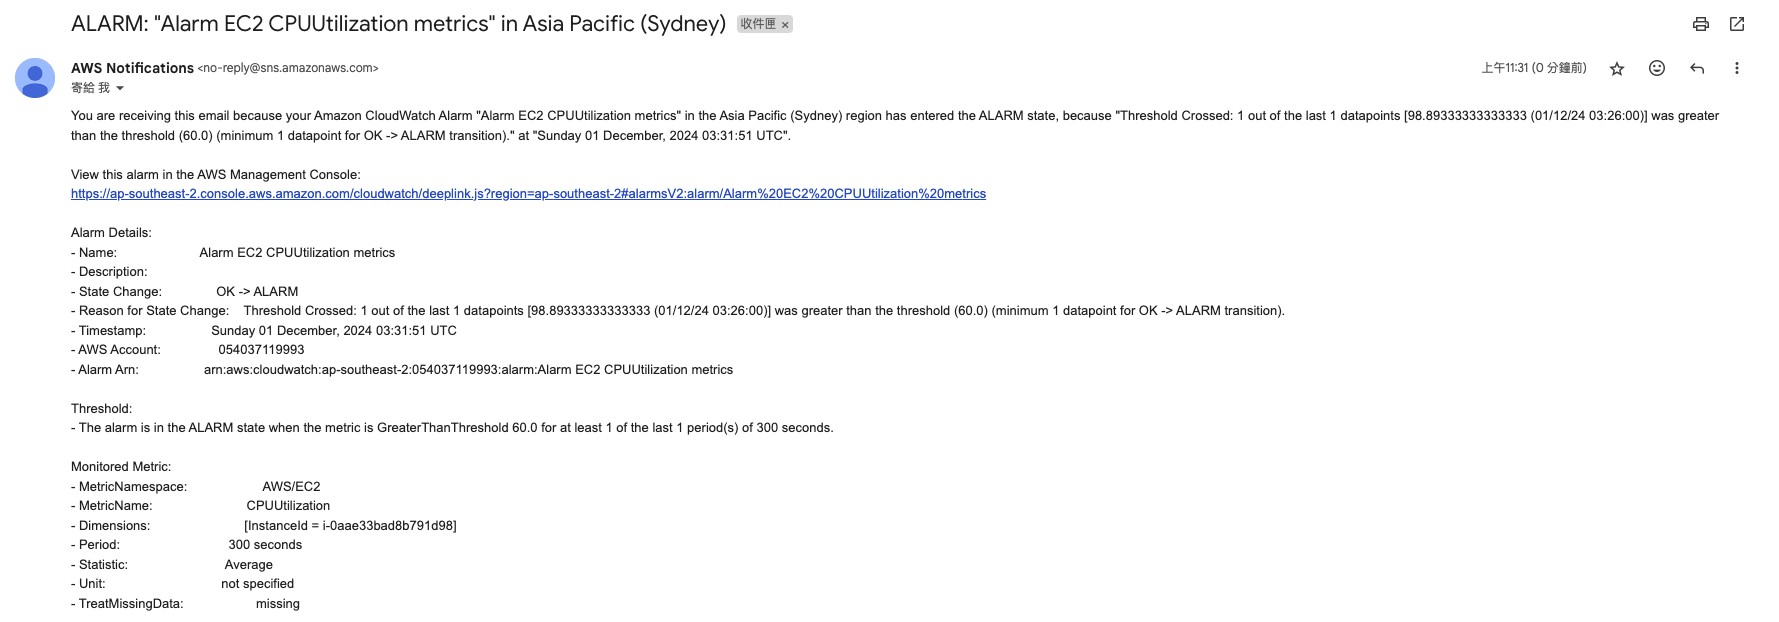 ALARM: "Alarm EC2 CPUUtilization metrics" in Asia Pacific (Sydney) 收件匣 ×
AWS Notifications <no-reply@sns.amazonaws.com> 上午11:31 (0 分鐘前)
寄給 我
You are receiving this email because your Amazon CloudWatch Alarm "Alarm EC2 CPUUtilization metrics" in the Asia Pacific (Sydney) region has entered the ALARM state, because "Threshold Crossed: 1 out of the last 1 datapoints [98.89333333333333 (01/12/24 03:26:00)] was greater
than the threshold (60.0) (minimum 1 datapoint for OK -> ALARM transition)." at "Sunday 01 December, 2024 03:31:51 UTC".
View this alarm in the AWS Management Console:
https://ap-southeast-2.console.aws.amazon.com/cloudwatch/deeplink.js?region=ap-southeast-2#alarmsV2:alarm/Alarm%20EC2%20CPUUtilization%20metrics
Alarm Details:
- Name: Alarm EC2 CPUUtilization metrics
- Description:
- State Change: OK -> ALARM
- Reason for State Change: Threshold Crossed: 1 out of the last 1 datapoints [98.89333333333333 (01/12/24 03:26:00)] was greater than the threshold (60.0) (minimum 1 datapoint for OK -> ALARM transition).
- Timestamp: Sunday 01 December, 2024 03:31:51 UTC
- AWS Account: 054037119993
- Alarm Arn: arn:aws:cloudwatch:ap-southeast-2:054037119993:alarm:Alarm EC2 CPUUtilization metrics
Threshold:
- The alarm is in the ALARM state when the metric is GreaterThanThreshold 60.0 for at least 1 of the last 1 period(s) of 300 seconds.
Monitored Metric:
- MetricNamespace: AWS/EC2
- MetricName: CPUUtilization
- Dimensions: [InstanceId = i-0aae33bad8b791d98]
- Period: 300 seconds
- Statistic: Average
- Unit: not specified
- TreatMissingData: missing